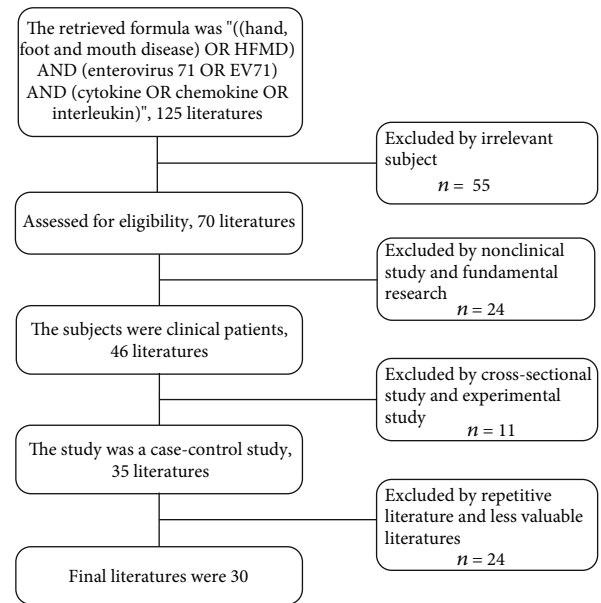 The retrieved formula was "((hand,
foot and mouth disease) OR HFMD)
AND (enterovirus 71 OR EV71)
AND (cytokine OR chemokine OR
interleukin)", 125 literatures
Excluded by irrelevant
subject
n = 55
Assessed for eligibility, 70 literatures
Excluded by nonclinical
study and fundamental
research
n = 24
The subjects were clinical patients,
46 literatures
Excluded by cross-sectional
study and experimental
study
n = 11
The study was a case-control study,
35 literatures
Excluded by repetitive
literature and less valuable
literatures
n = 24
Final literatures were 30